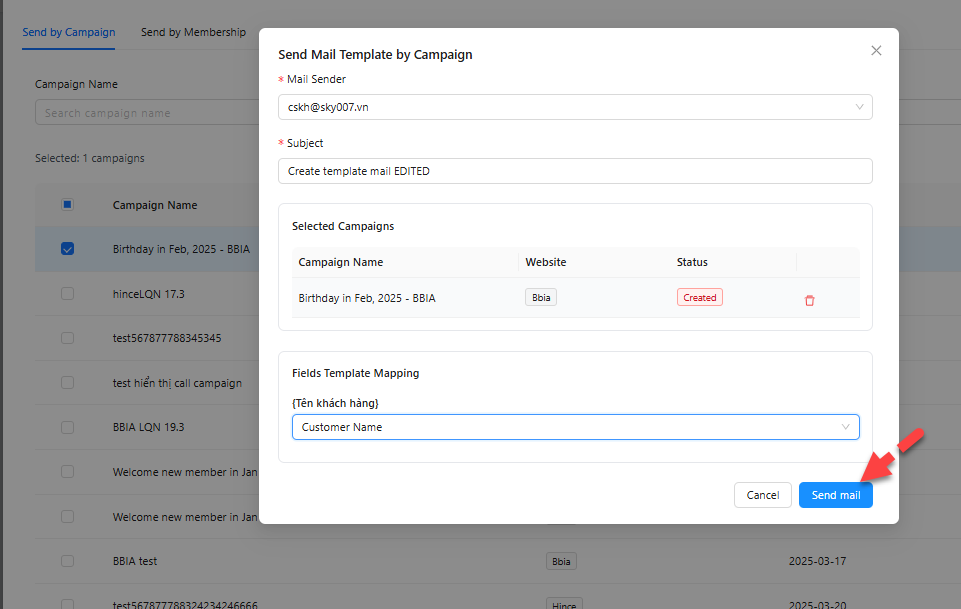 Send by Campaign
Send by Membership
Campaign Name
Search campaign name
Selected: 1 campaigns
Campaign Name
Birthday in Feb, 2025 - BBIA
hinceLQN 17.3
test567877788345345
test hiển thị call campaign
BBIA LQN 19.3
Welcome new member in Jan
Welcome new member in Jan
BBIA test
Bbia
2025-03-17
test567877788324234246666
Hince
2025-03-20
Send Mail Template by Campaign
* Mail Sender
cskh@sky007.vn
* Subject
Create template mail EDITED
Selected Campaigns
Campaign Name
Website
Status
Birthday in Feb, 2025 - BBIA
Bbia
Created
Fields Template Mapping
{Tên khách hàng}
Customer Name
Cancel
Send mail